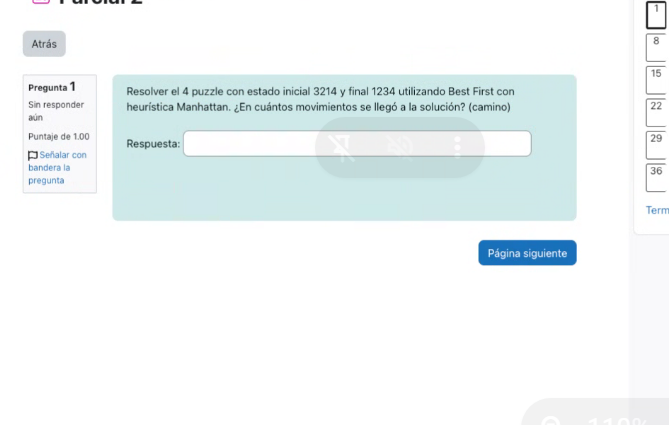 Parcial 2
Atrás
Pregunta 1
Sin responder
aún
Puntaje de 1.00
Señalar con
bandera la
pregunta
Resolver el 4 puzzle con estado inicial 3214 y final 1234 utilizando Best First con
heurística Manhattan. ¿En cuántos movimientos se llegó a la solución? (camino)
Respuesta:
Página siguiente
1
8
15
22
29
36
Term
110%